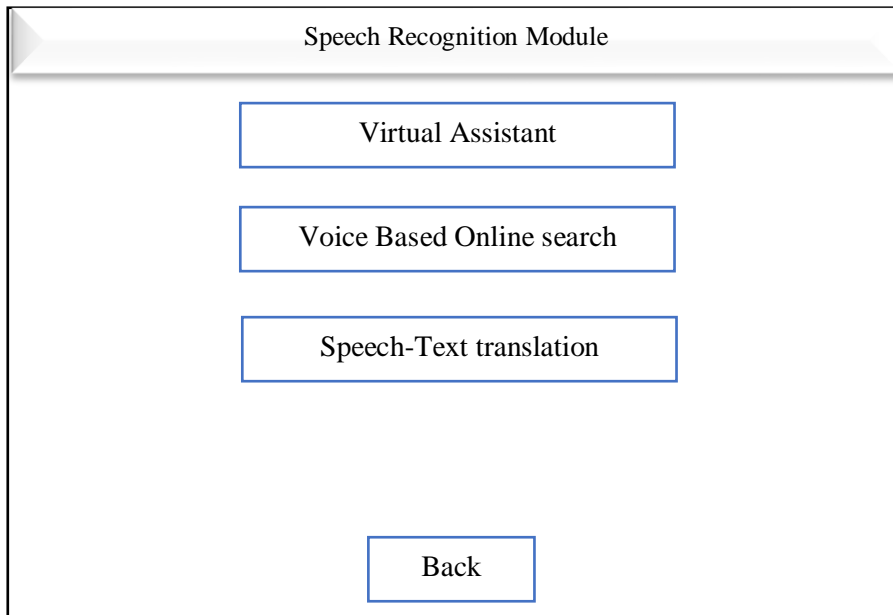 Speech Recognition Module
Virtual Assistant
Voice Based Online search
Speech-Text translation
Back